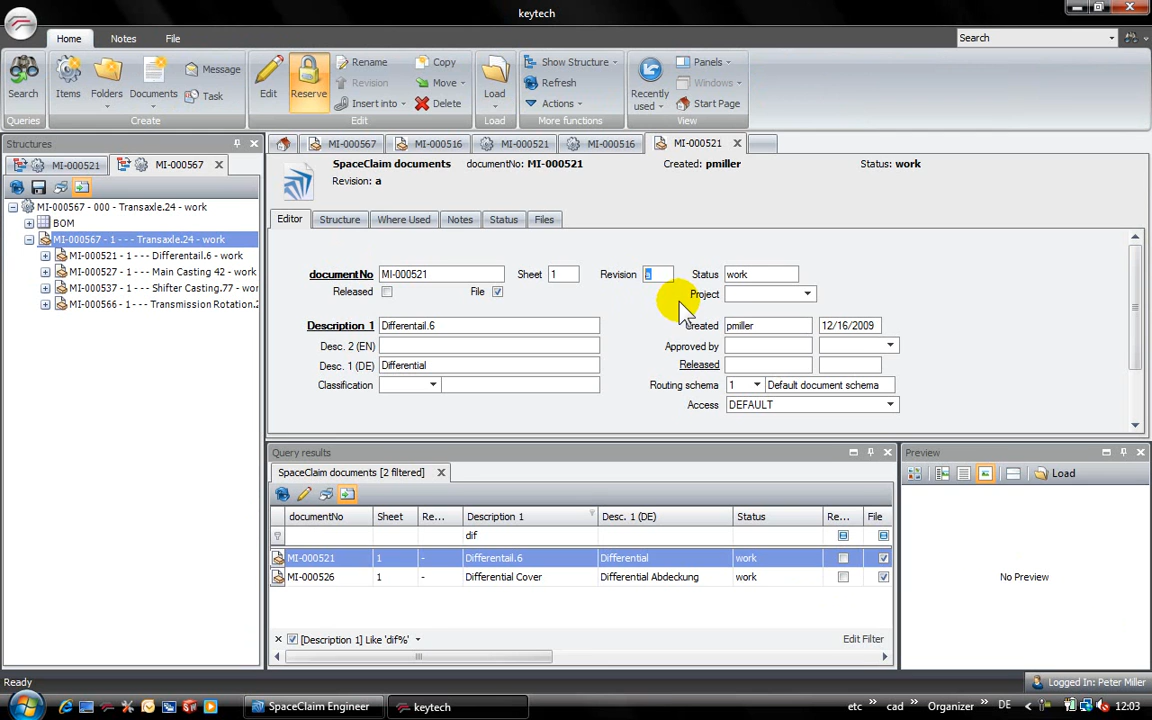 keytech
Home Notes File
Search
Search
Items
Folders
Documents
Message
Task
Edit
Reserve
Rename
Revision
Insert into
Copy
Move
Delete
Load
Show Structure
Refresh
Actions
Recently used
Panels
Windows
Start Page
Queries Create Edit Load More functions View
Structures
MI-000521 MI-000567
MI-000567 - 000 - Transaxle.24 - work
BOM
MI-000567 - 1 - - - Transaxle.24 - work
MI-000521 - 1 - - - Differentail.6 - work
MI-000527 - 1 - - - Main Casting 42 - work
MI-000537 - 1 - - - Shifter Casting.77 - work
MI-000566 - 1 - - - Transmission Rotation.2
MI-000567 MI-000516 MI-000521 MI-000516 MI-000521
SpaceClaim documents documentNo: MI-000521 Created: pmiller Status: work
Revision: a
Editor Structure Where Used Notes Status Files
documentNo MI-000521 Sheet 1 Revision a Status work
Released File Project
Description 1 Differentail.6 Created pmiller 12/16/2009
Desc. 2 (EN) Approved by
Desc. 1 (DE) Differential Released
Classification Routing schema 1 Default document schema
Access DEFAULT
Query results
SpaceClaim documents [2 filtered]
documentNo Sheet Re... Description 1 Desc. 1 (DE) Status Re... File
dif
MI-000521 1 - Differentail.6 Differential work
MI-000526 1 - Differential Cover Differential Abdeckung work
[Description 1] Like 'dif%' Edit Filter
Preview
Load
No Preview
Ready Logged In: Peter Miller
SpaceClaim Engineer keytech etc » cad » Organizer » DE 12:03